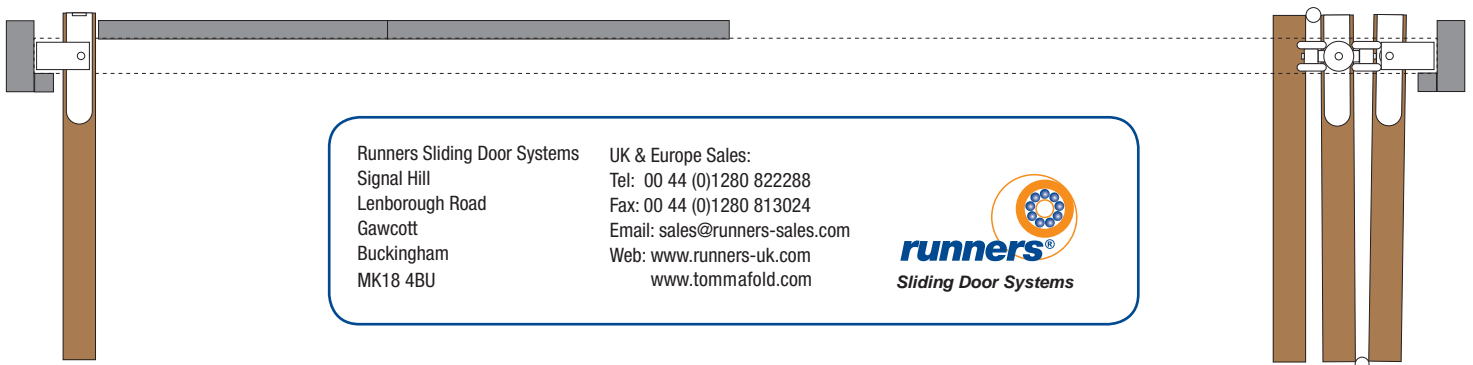 Runners Sliding Door Systems
Signal Hill
Lenborough Road
Gawcott
Buckingham
MK18 4BU
UK & Europe Sales:
Tel: 00 44 (0)1280 822288
Fax: 00 44 (0)1280 813024
Email: sales@runners-sales.com
Web: www.runners-uk.com
www.tommafold.com
runners®
Sliding Door Systems